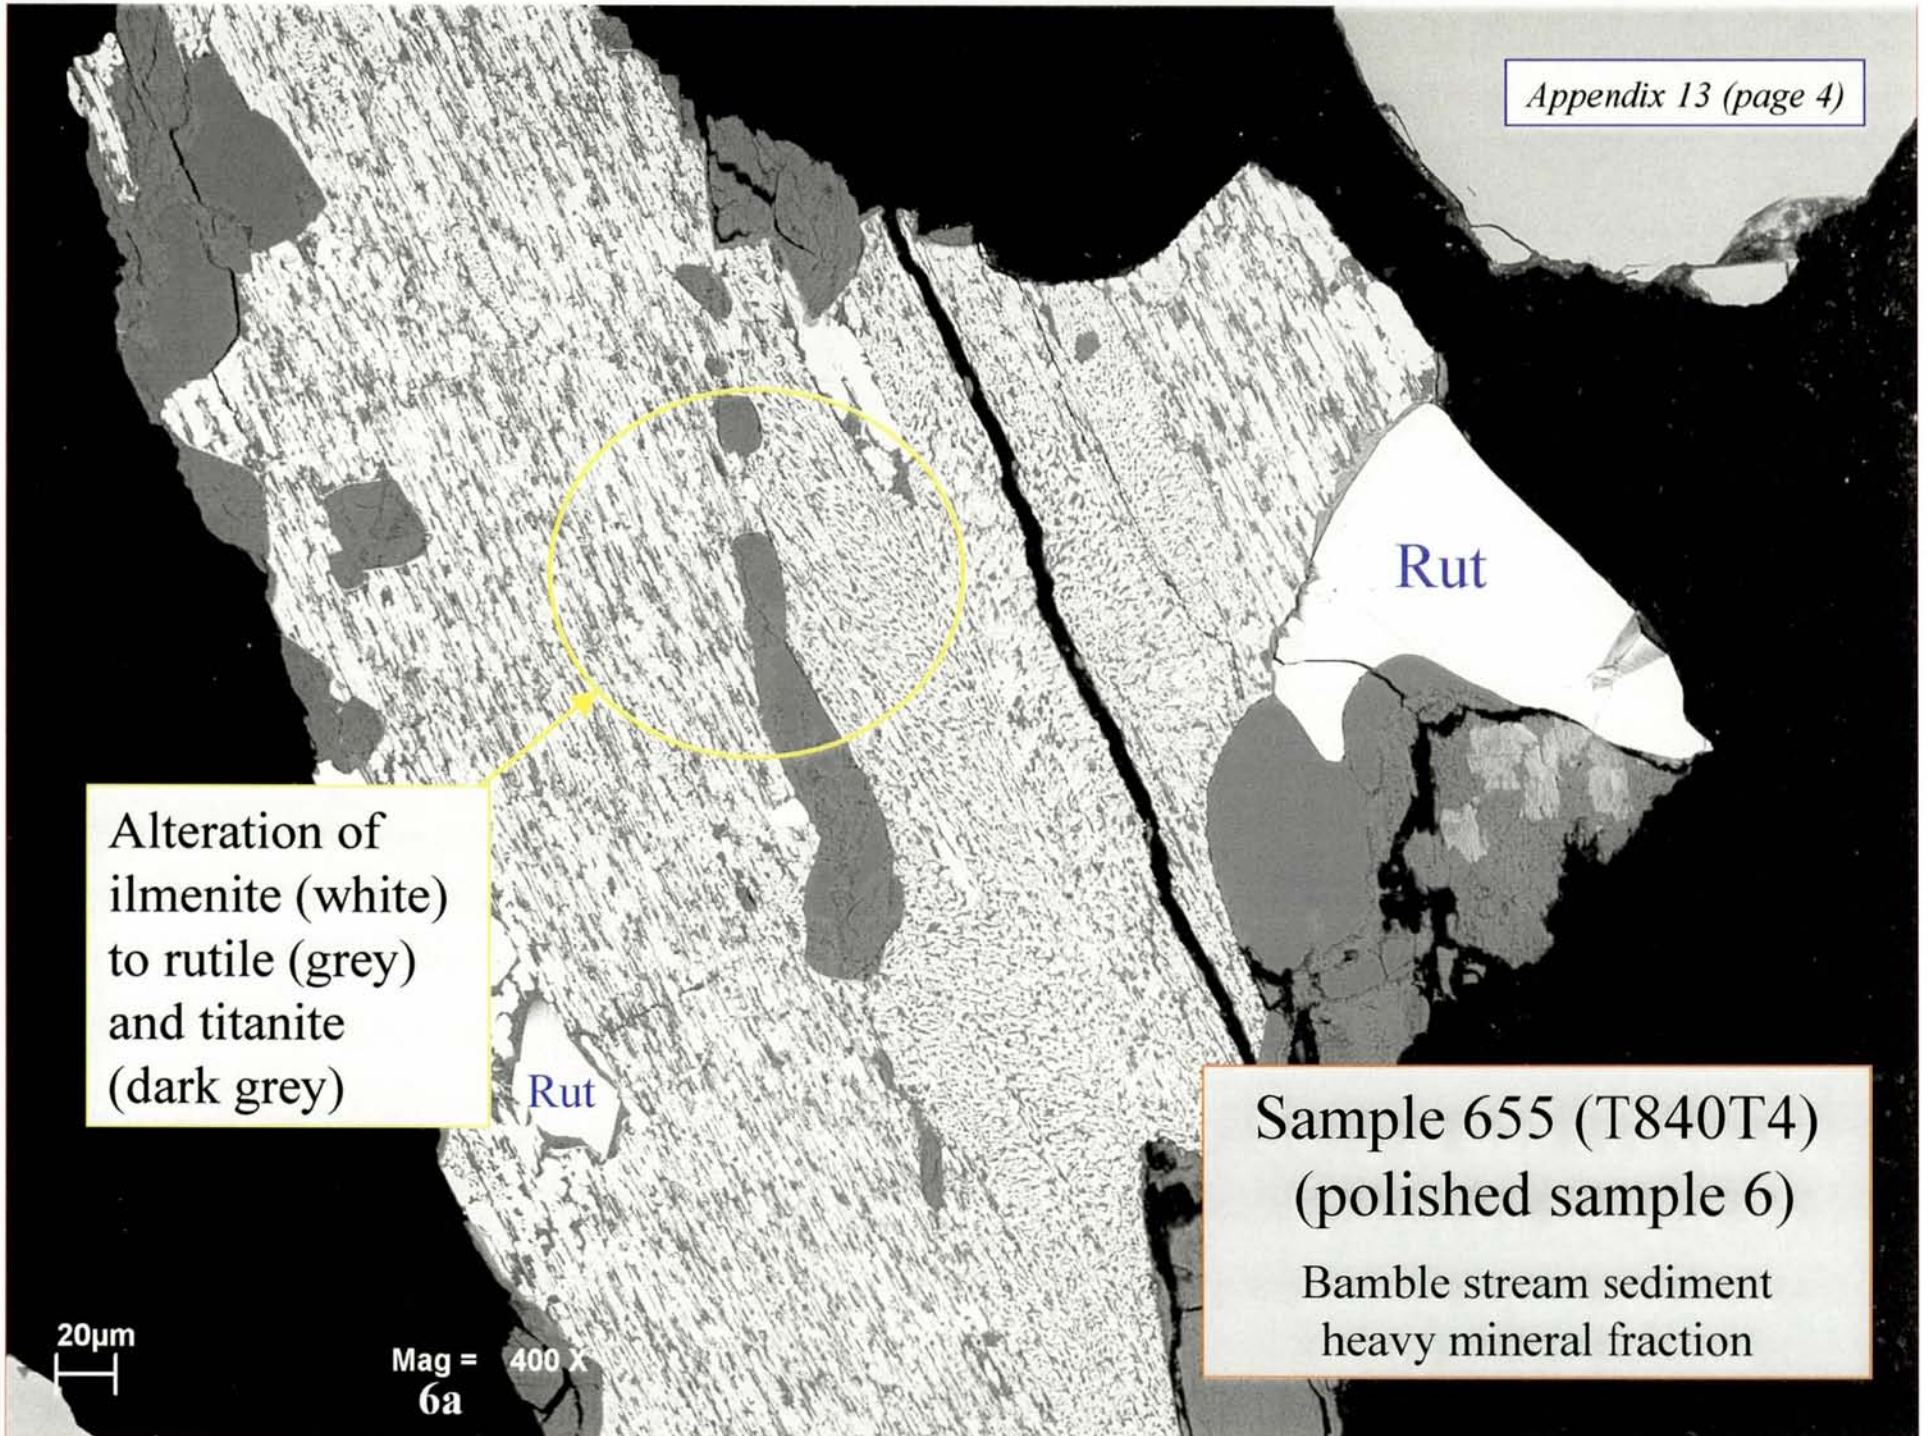 Appendix 13 (page 4)
Rut
Alteration of
ilmenite (white)
to rutile (grey)
and titanite
(dark grey)
Rut
Sample 655 (T840T4)
(polished sample 6)
Bamble stream sediment
heavy mineral fraction
20µm
Mag = 400 X
6a